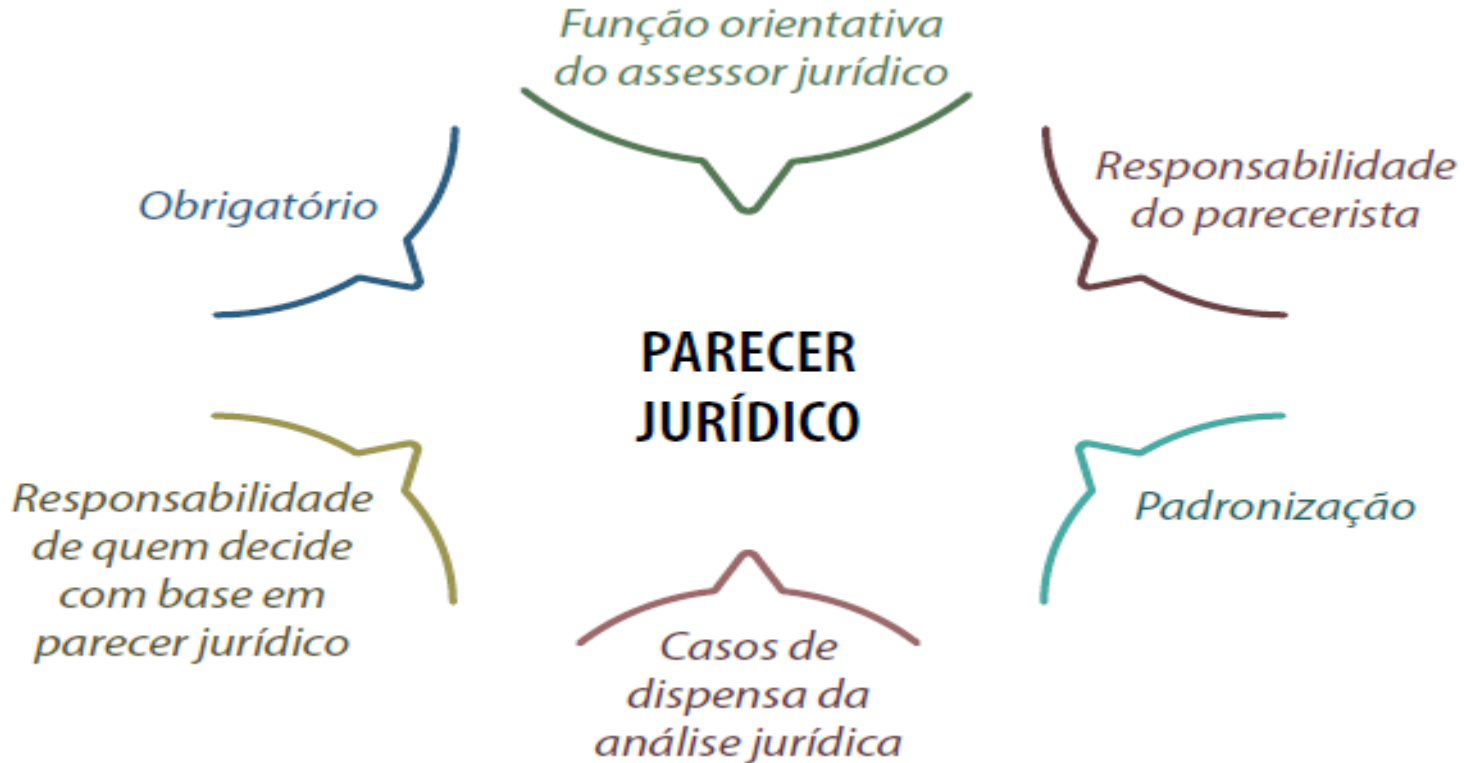 Função orientativa
do assessor jurídico
Obrigatório
Responsabilidade
do parecerista
PARECER
JURÍDICO
Responsabilidade
de quem decide
com base em
parecer jurídico
Padronização
Casos de
dispensa da
análise jurídica